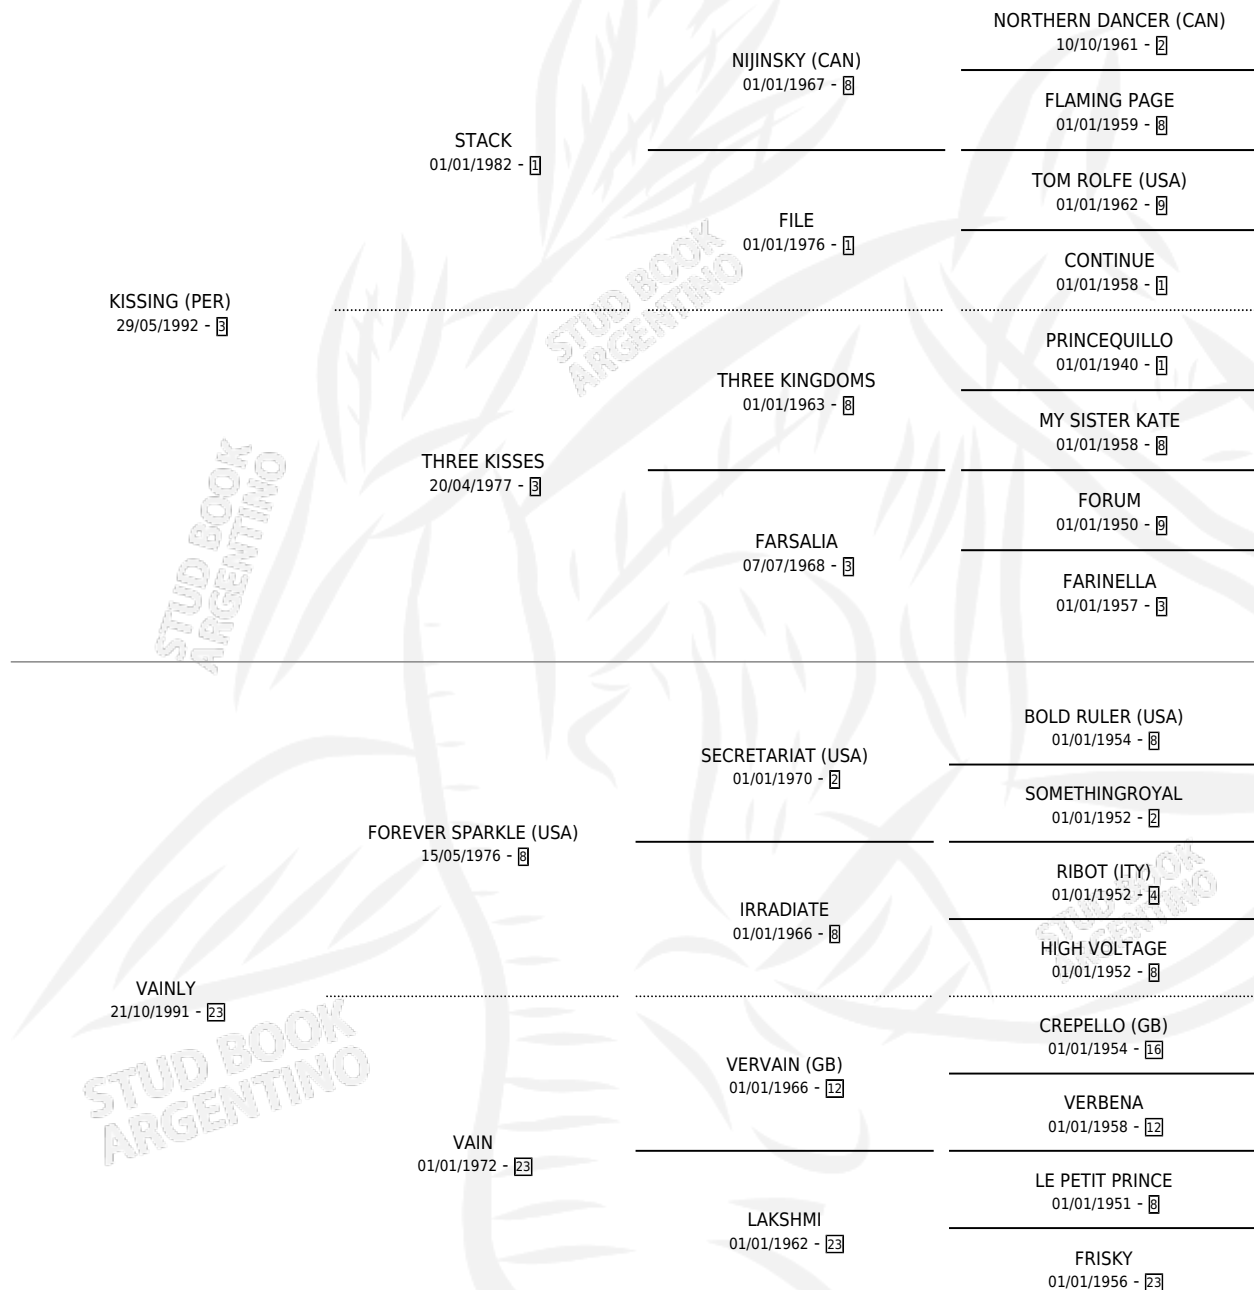 NORTHERN DANCER (CAN)
10/10/1961 - 2
NIJINSKY (CAN)
01/01/1967 - 8
FLAMING PAGE
01/01/1959 - 8
STACK
01/01/1982 - 1
TOM ROLFE (USA)
01/01/1962 - 9
FILE
01/01/1976 - 1
CONTINUE
01/01/1958 - 1
KISSING (PER)
29/05/1992 - 3
PRINCEQUILLO
01/01/1940 - 1
THREE KINGDOMS
01/01/1963 - 8
MY SISTER KATE
01/01/1958 - 8
THREE KISSES
20/04/1977 - 3
FORUM
01/01/1950 - 9
FARSALIA
07/07/1968 - 3
FARINELLA
01/01/1957 - 3
STUD BOOK
ARGENTINO
STUD BOOK
ARGENTINO
BOLD RULER (USA)
01/01/1954 - 8
SECRETARIAT (USA)
01/01/1970 - 2
SOMETHINGROYAL
01/01/1952 - 2
FOREVER SPARKLE (USA)
15/05/1976 - 8
RIBOT (ITY)
01/01/1952 - 4
IRRADIATE
01/01/1966 - 8
HIGH VOLTAGE
01/01/1952 - 8
VAINLY
21/10/1991 - 23
CREPELLO (GB)
01/01/1954 - 16
VERVAIN (GB)
01/01/1966 - 12
VERBENA
01/01/1958 - 12
VAIN
01/01/1972 - 23
LE PETIT PRINCE
01/01/1951 - 8
LAKSHMI
01/01/1962 - 23
FRISKY
01/01/1956 - 23
STUD BOOK
ARGENTINO
STUD BOOK
ARGENTINO